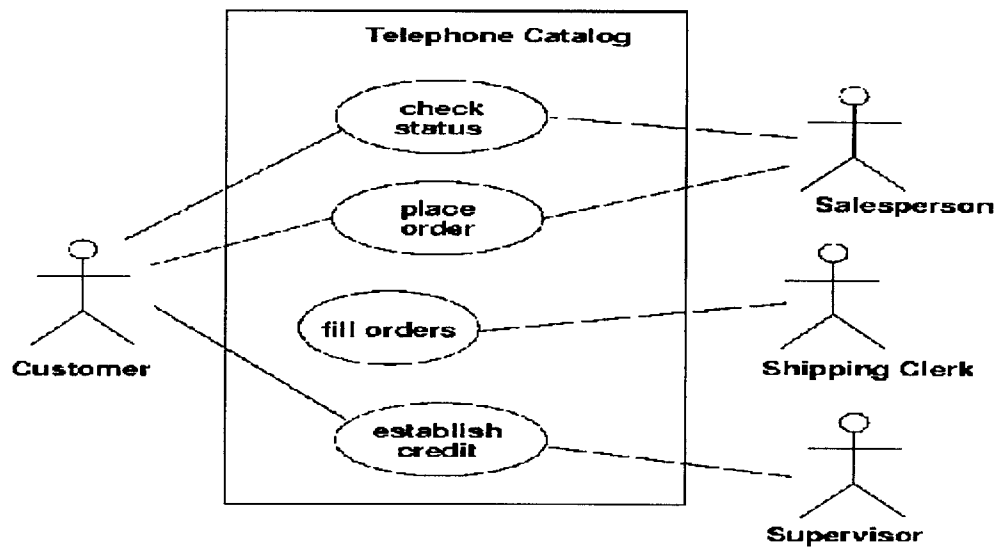 Telephone Catalog
check
status
place
order
Salesperson
fill orders
Customer
Shipping Clerk
establish
credit
Supervisor